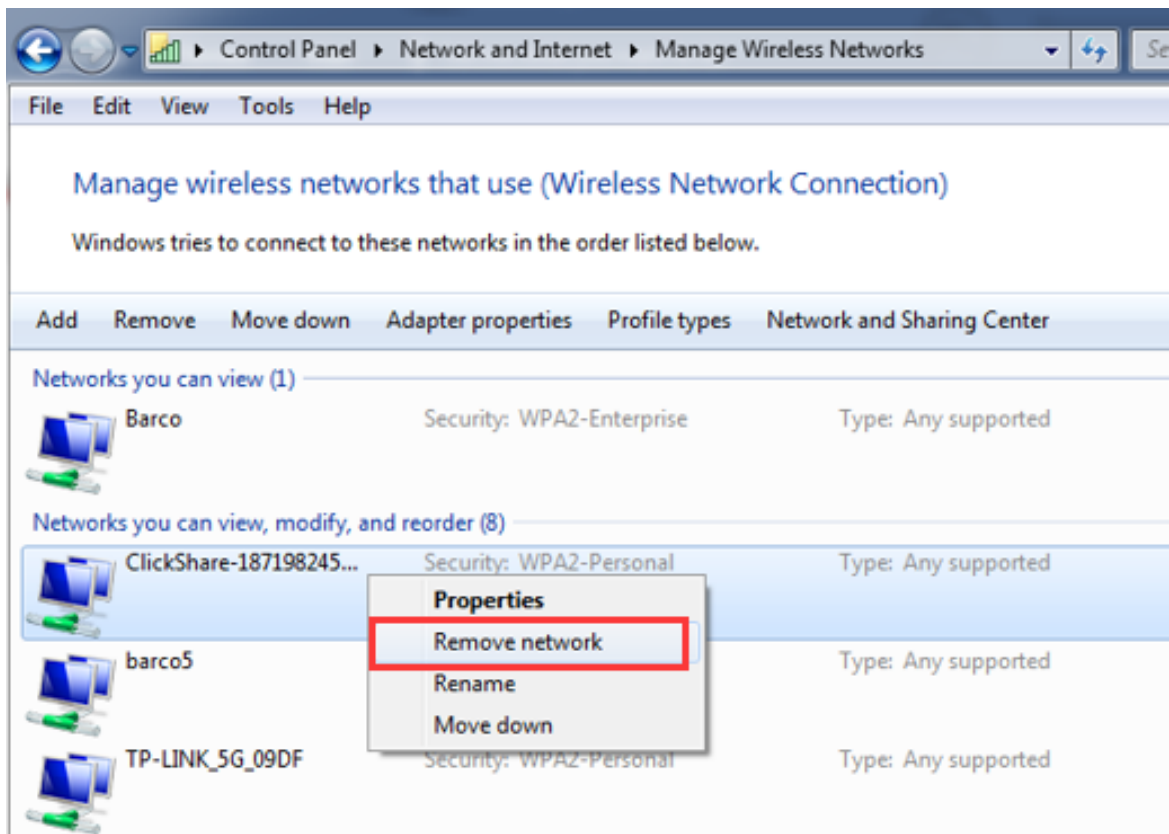 Control Panel ▸ Network and Internet ▸ Manage Wireless Networks Se
File Edit View Tools Help
Manage wireless networks that use (Wireless Network Connection)
Windows tries to connect to these networks in the order listed below.
Add Remove Move down Adapter properties Profile types Network and Sharing Center
Networks you can view (1)
Barco Security: WPA2-Enterprise Type: Any supported
Networks you can view, modify, and reorder (8)
ClickShare-187198245... Security: WPA2-Personal Type: Any supported
Properties
Remove network
Rename
Move down
barco5 Type: Any supported
TP-LINK_5G_09DF Security: WPA2-Personal Type: Any supported